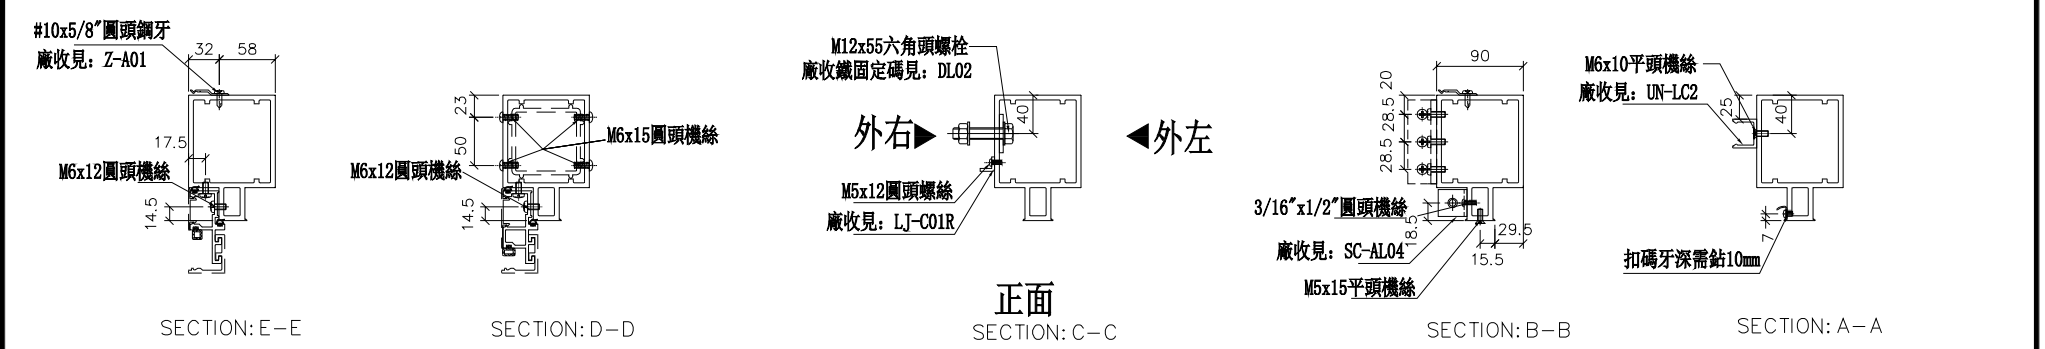 #10x5/8"圓頭鋼牙
廠收見：Z-A01
32
58
17.5
M6x12圓頭機絲
14.5
SECTION:E-E
23
50
M6x15圓頭機絲
M6x12圓頭機絲
14.5
SECTION:D-D
M12x55六角頭螺栓
廠收鐵固定碼見：DL02
40
外右
外左
M5x12圓頭螺絲
廠收見：LJ-C01R
正面
SECTION:C-C
90
20
28.5
28.5
28.5
3/16"x1/2"圓頭機絲
18.5
29.5
廠收見：SC-AL04
15.5
M5x15平頭機絲
SECTION:B-B
M6x10平頭機絲
廠收見：UN-LC2
25
40
7
扣碼牙深需鉆10mm
SECTION:A-A